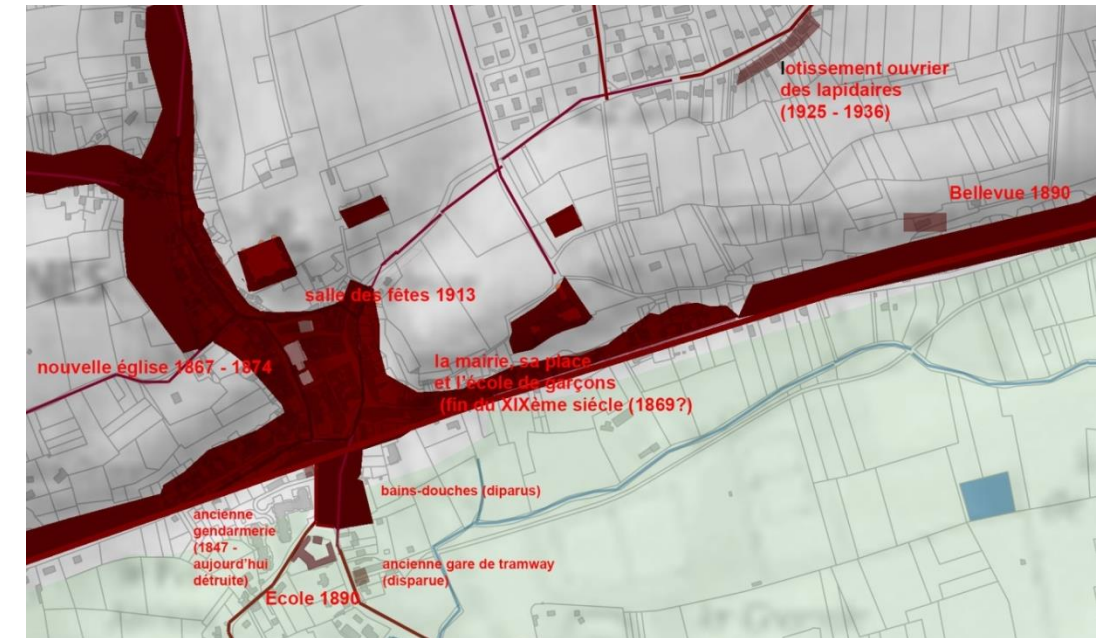 lotissement ouvrier
des lapidaires
(1925 - 1936)
Bellevue 1890
salle des fêtes 1913
nouvelle église 1867 - 1874
la mairie, sa place
et l'école de garçons
(fin du XIXème siécle (1869?)
bains-douches (diparus)
ancienne
gendarmerie
(1847 -
aujourd'hui
détruite)
ancienne gare de tramway
(disparue)
Ecole 1890